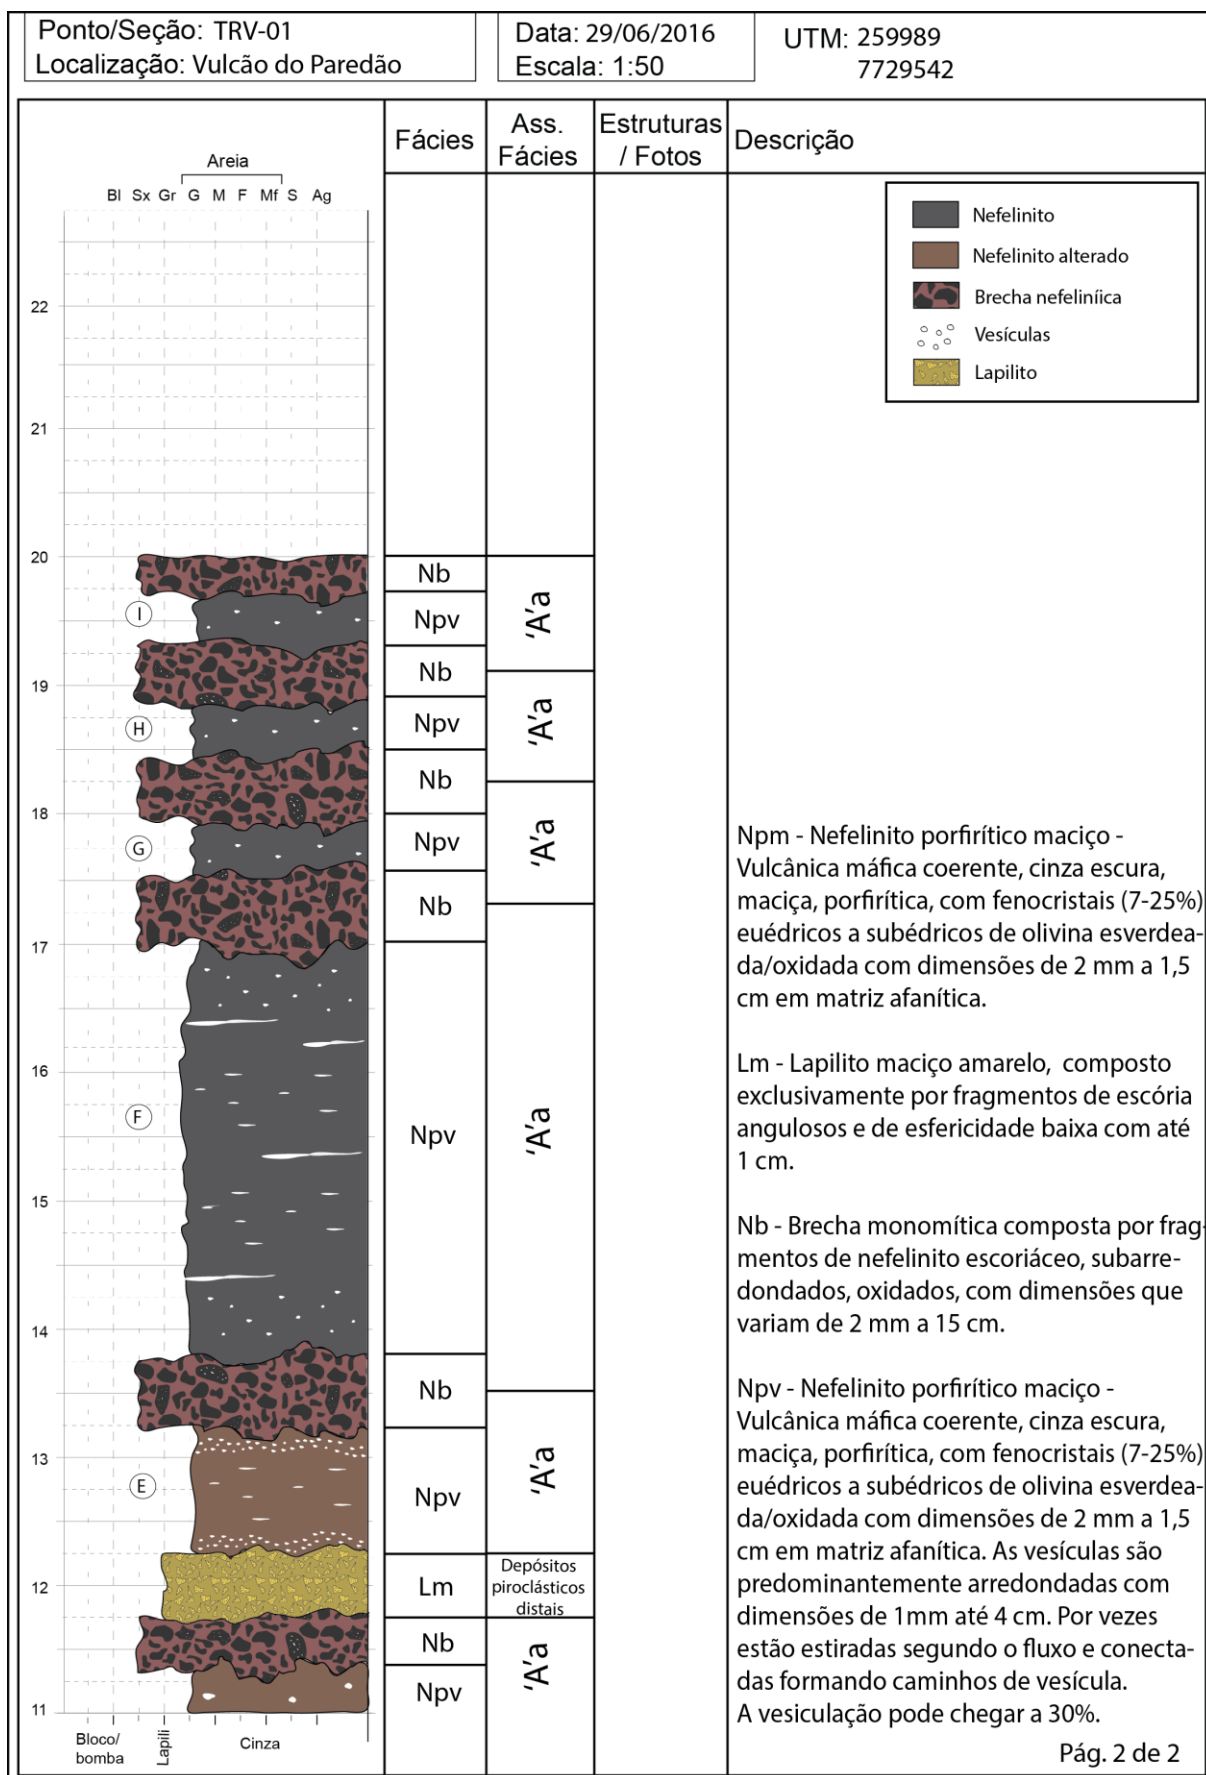 Ponto/Seção: TRV-01
Localização: Vulcão do Paredão
Data: 29/06/2016
Escala: 1:50
UTM: 259989
7729542
Fácies
Ass.
Fácies
Estruturas
/ Fotos
Descrição
Areia
Bl Sx Gr G M F Mf S Ag
Nefelinito
Nefelinito alterado
Brecha nefeliníica
Vesículas
Lapilito
22
21
20
19
18
17
16
15
14
13
12
11
I
H
G
F
E
Nb
Npv
Nb
Npv
Nb
Npv
Nb
Npv
Nb
Npv
Lm
Nb
Npv
'A'a
'A'a
'A'a
'A'a
'A'a
Depósitos
piroclásticos
distais
'A'a
Npm - Nefelinito porfirítico maciço -
Vulcânica máfica coerente, cinza escura,
maciça, porfirítica, com fenocristais (7-25%)
euédricos a subédricos de olivina esverdea-
da/oxidada com dimensões de 2 mm a 1,5
cm em matriz afanítica.
Lm - Lapilito maciço amarelo, composto
exclusivamente por fragmentos de escória
angulosos e de esfericidade baixa com até
1 cm.
Nb - Brecha monomítica composta por frag-
mentos de nefelinito escoriáceo, subarre-
dondados, oxidados, com dimensões que
variam de 2 mm a 15 cm.
Npv - Nefelinito porfirítico maciço -
Vulcânica máfica coerente, cinza escura,
maciça, porfirítica, com fenocristais (7-25%)
euédricos a subédricos de olivina esverdea-
da/oxidada com dimensões de 2 mm a 1,5
cm em matriz afanítica. As vesículas são
predominantemente arredondadas com
dimensões de 1mm até 4 cm. Por vezes
estão estiradas segundo o fluxo e conecta-
das formando caminhos de vesícula.
A vesiculação pode chegar a 30%.
Bloco/
bomba
Lapili
Cinza
Pág. 2 de 2